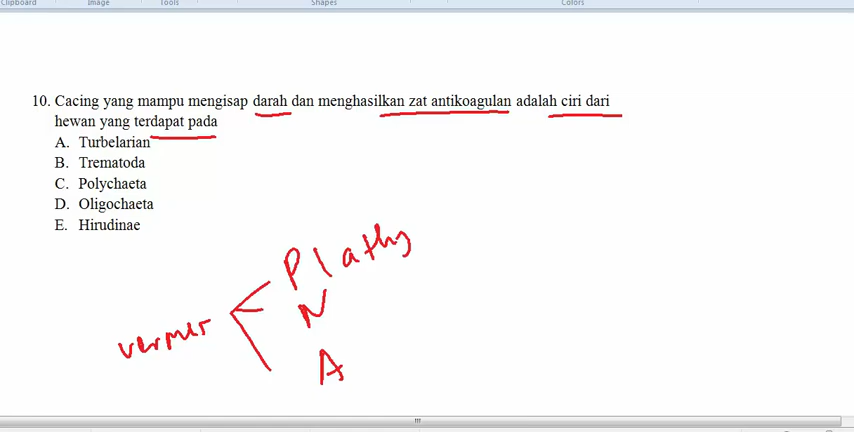 Clipboard Image Tools Shapes Colors
10. Cacing yang mampu mengisap darah dan menghasilkan zat antikoagulan adalah ciri dari
hewan yang terdapat pada
A. Turbelarian
B. Trematoda
C. Polychaeta
D. Oligochaeta
E. Hirudinae
Plathy
N
vermes
A